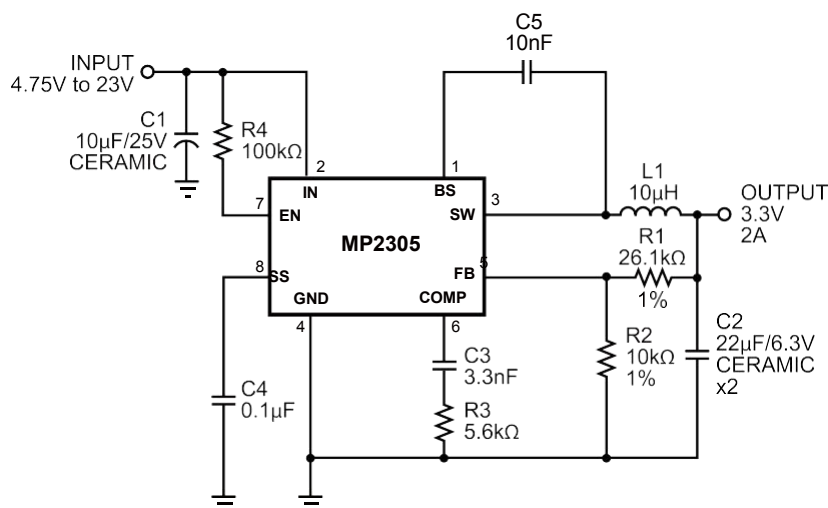 C5
10nF
INPUT
4.75V to 23V
C1
10µF/25V
CERAMIC
R4
100kΩ
2
1
IN
BS
L1
10µH
OUTPUT
3.3V
2A
7
EN
3
SW
MP2305
R1
26.1kΩ
1%
8
SS
5
FB
GND
COMP
4
6
C2
22µF/6.3V
CERAMIC
x2
R2
10kΩ
1%
C3
3.3nF
C4
0.1µF
R3
5.6kΩ